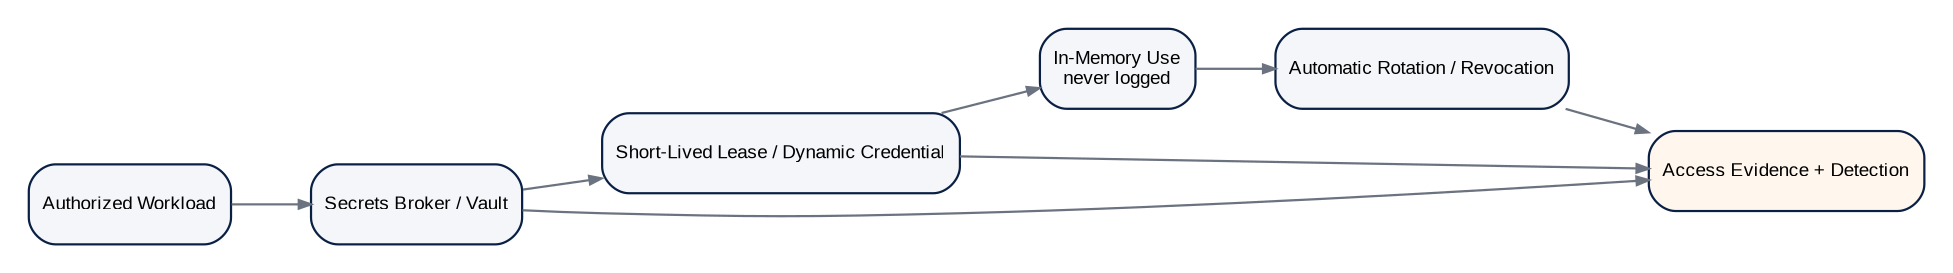 Authorized Workload
Secrets Broker / Vault
Short-Lived Lease / Dynamic Credential
In-Memory Use
never logged
Automatic Rotation / Revocation
Access Evidence + Detection